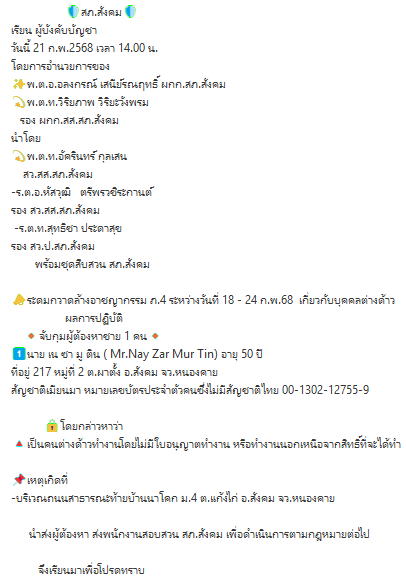 🛡️สภ.สังคม🛡️
เรียน ผู้บังคับบัญชา
วันนี้ 21 ก.พ.2568 เวลา 14.00 น.
โดยการอำนวยการของ
✨พ.ต.อ.อลงกรณ์ เสนีย์รณฤทธิ์ ผกก.สภ.สังคม
💫พ.ต.ท.วิริยภาพ วิริยะวังพรม
รอง ผกก.สส.สภ.สังคม
นำโดย
💫พ.ต.ท.อัครินทร์ กุลเสน
สว.สส.สภ.สังคม
-ร.ต.อ.หัสวุฒิ ตรีพรวชิระกานต์
รอง สว.สส.สภ.สังคม
-ร.ต.ท.สุทธิชา ประดาสุข
รอง สว.ป.สภ.สังคม
พร้อมชุดสืบสวน สภ.สังคม
📣ระดมกวาดล้างอาชญากรรม ภ.4 ระหว่างวันที่ 18 - 24 ก.พ.68 เกี่ยวกับบุคคลต่างด้าว
ผลการปฏิบัติ
🔸จับกุมผู้ต้องหาชาย 1 คน🔸
1️⃣นาย เน ซา มู ติน ( Mr.Nay Zar Mur Tin) อายุ 50 ปี
ที่อยู่ 217 หมู่ที่ 2 ต.ผาตั้ง อ.สังคม จว.หนองคาย
สัญชาติเมียนมา หมายเลขบัตรประจำตัวคนซึ่งไม่มีสัญชาติไทย 00-1302-12755-9
🔒โดยกล่าวหาว่า
🔺เป็นคนต่างด้าวทำงานโดยไม่มีใบอนุญาตทำงาน หรือทำงานนอกเหนือจากสิทธิ์ที่จะได้ทำ
📌เหตุเกิดที่
-บริเวณถนนสาธารณะท้ายบ้านนาโคก ม.4 ต.แก้งไก่ อ.สังคม จว.หนองคาย
นำส่งผู้ต้องหา ส่งพนักงานสอบสวน สภ.สังคม เพื่อดำเนินการตามกฎหมายต่อไป
จึงเรียนมาเพื่อโปรดทราบ